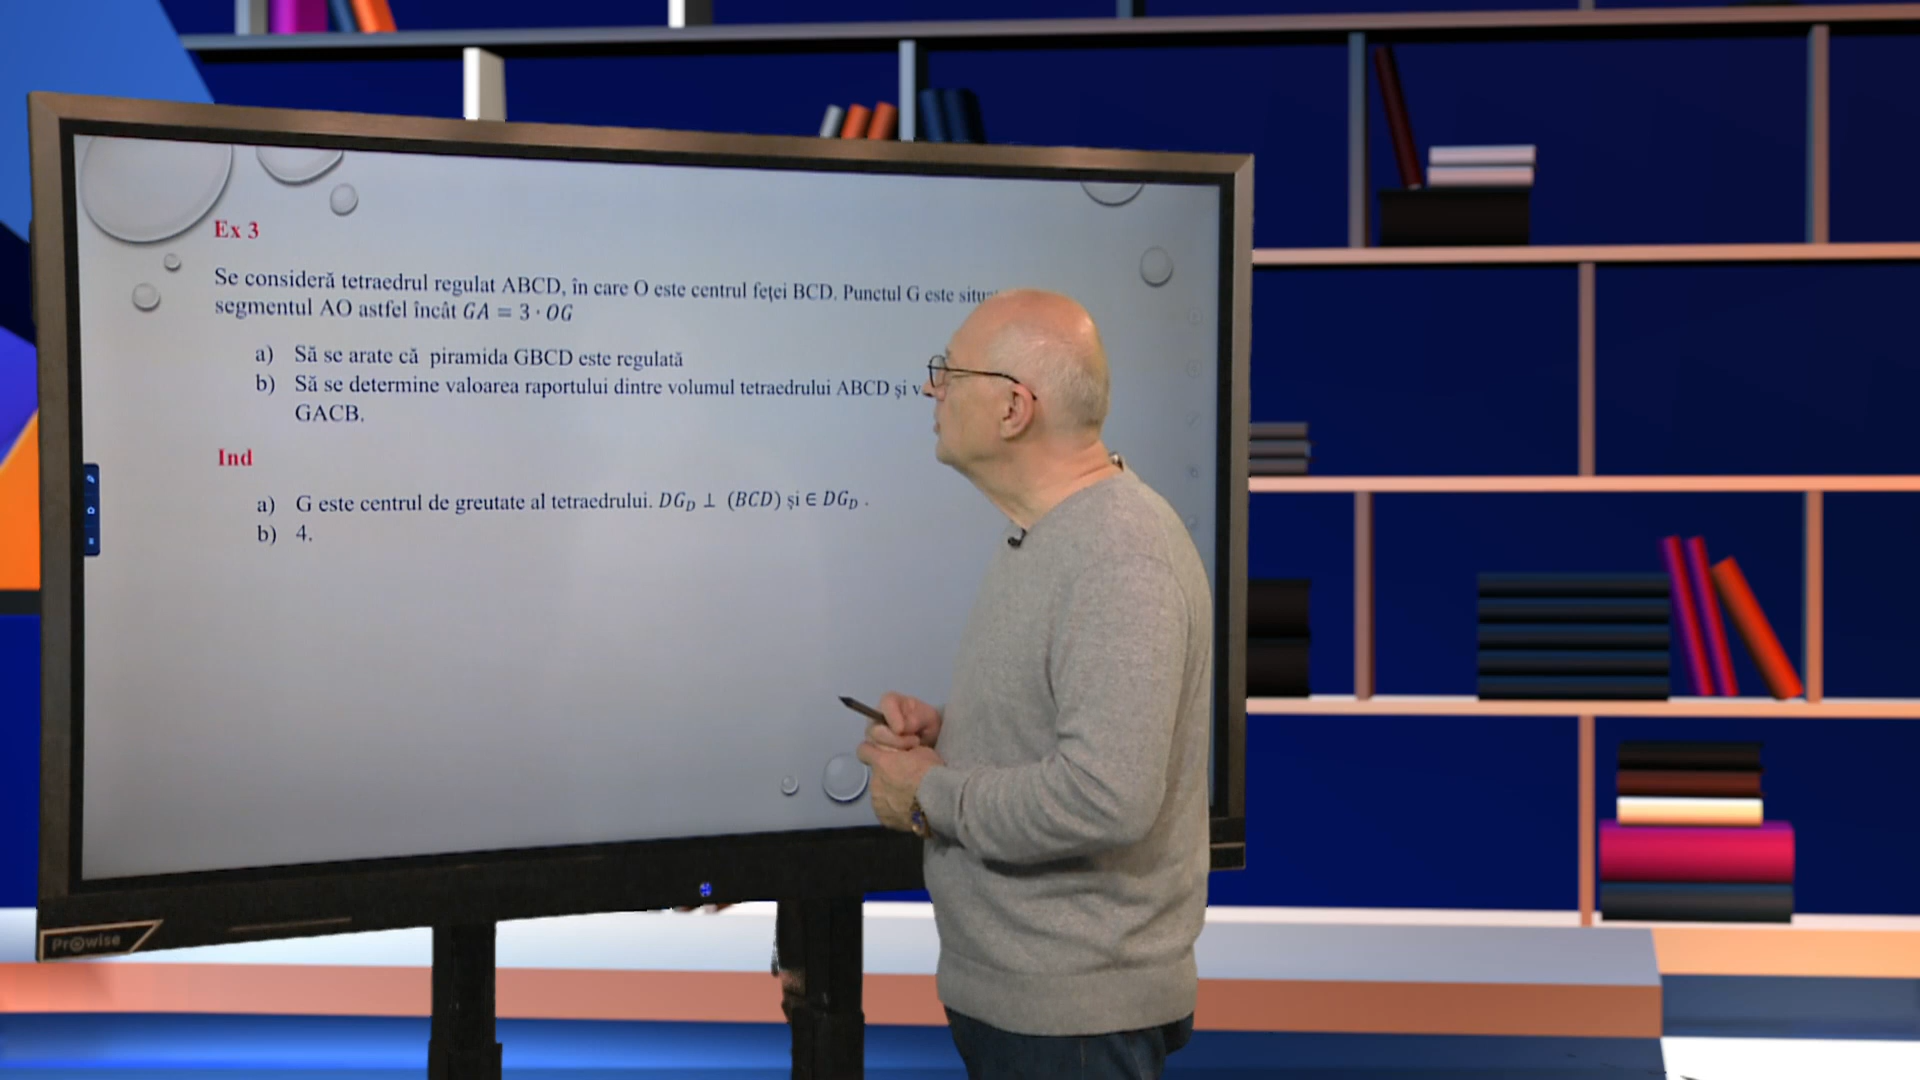 Ex 3
Se consideră tetraedrul regulat ABCD, în care O este centrul feței BCD. Punctul G este
segmentul AO astfel încât GA = 3 · OG
a) Să se arate că piramida GBCD este regulată
b) Să se determine valoarea raportului dintre volumul tetraedrului ABCD și
GACB.
Ind
a) G este centrul de greutate al tetraedrului. DG_D ⊥ (BCD) și ∈ DG_D .
b) 4.
Prowise